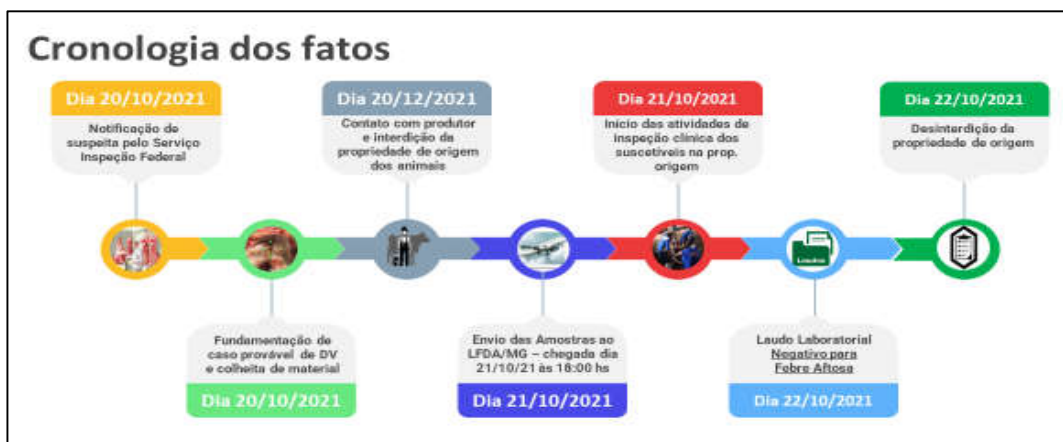 Cronologia dos fatos
Dia 20/10/2021
Notificação de
suspeita pelo Serviço
Inspeção Federal
Fundamentação de
caso provável de DV
e colheita de material
Dia 20/10/2021
Dia 20/12/2021
Contato com produtor
e interdição da
propriedade de origem
dos animais
Envio das Amostras ao
LFDA/MG – chegada dia
21/10/21 às 18:00 hs
Dia 21/10/2021
Dia 21/10/2021
Início das atividades de
inspeção clínica dos
suscetíveis na prop.
origem
Laudos
Laudo Laboratorial
Negativo para
Febre Aftosa
Dia 22/10/2021
Dia 22/10/2021
Desinterdição da
propriedade de origem